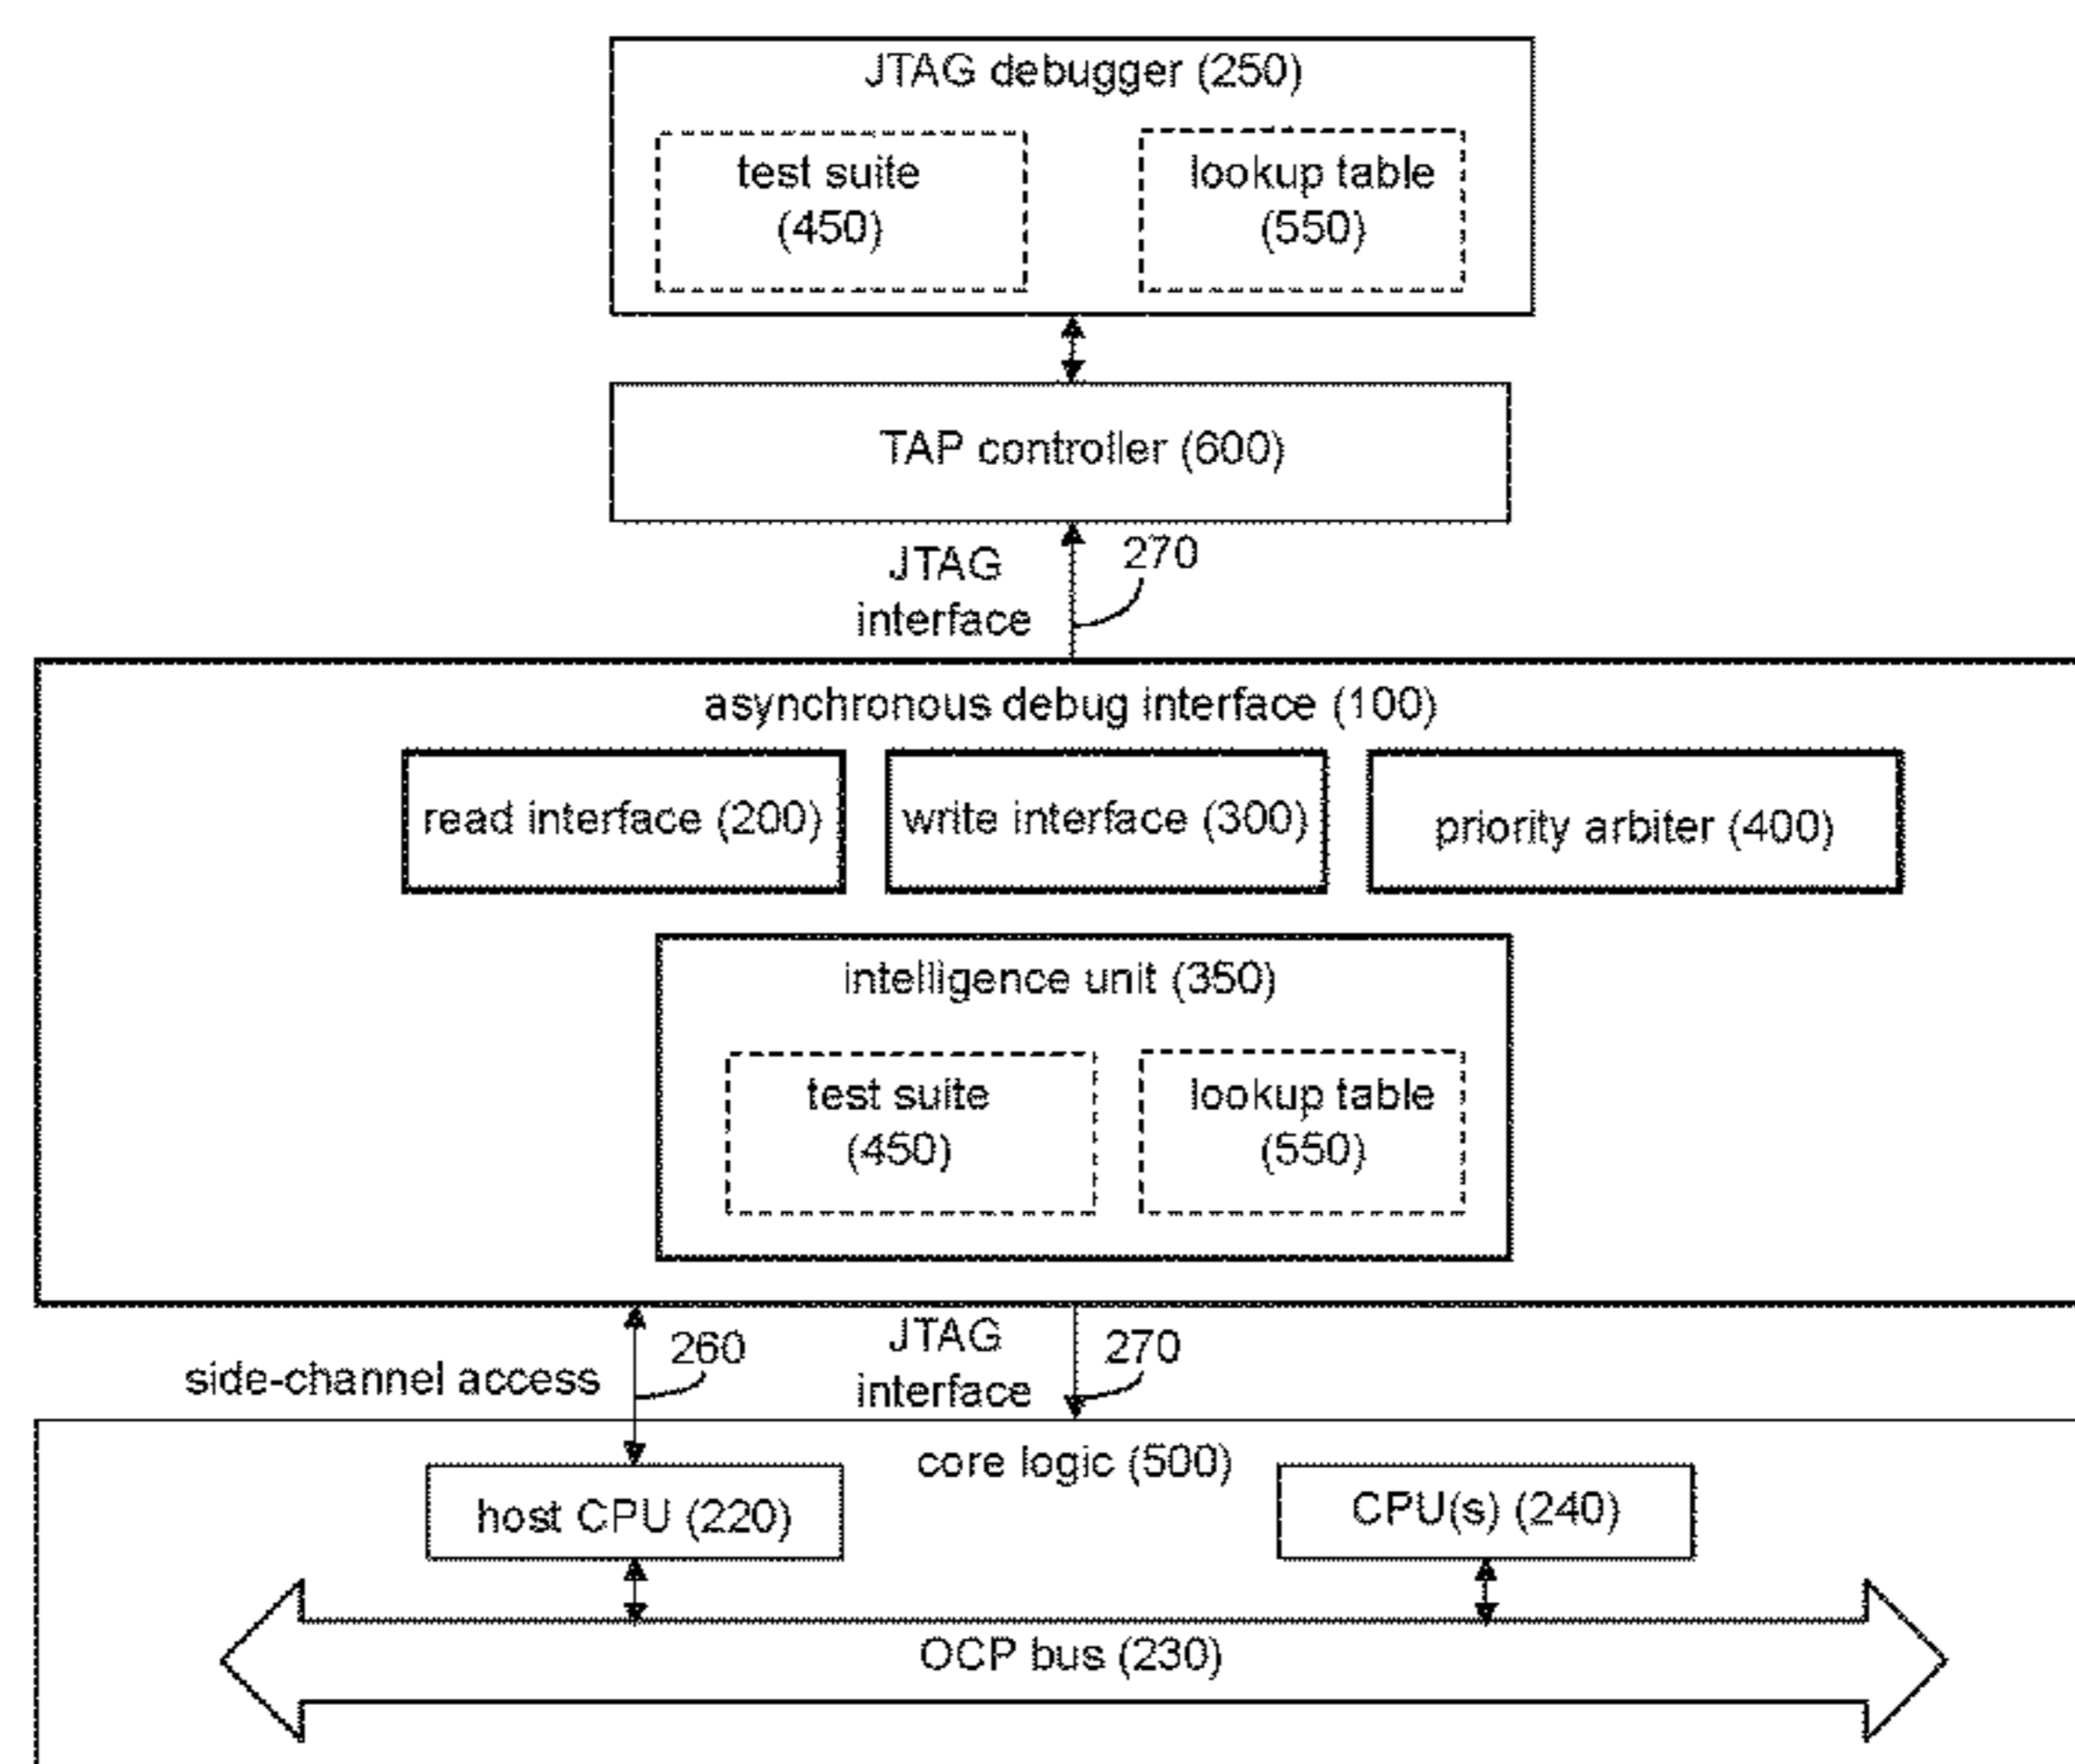 JTAG debugger (250)
test suite
(450)
lookup table
(550)
TAP controller (600)
JTAG
interface
270
asynchronous debug interface (100)
read interface (200)
write interface (300)
priority arbiter (400)
intelligence unit (350)
test suite
(450)
lookup table
(550)
side-channel access
260
JTAG
interface
270
core logic (500)
host CPU (220)
CPU(s) (240)
OCP bus (230)